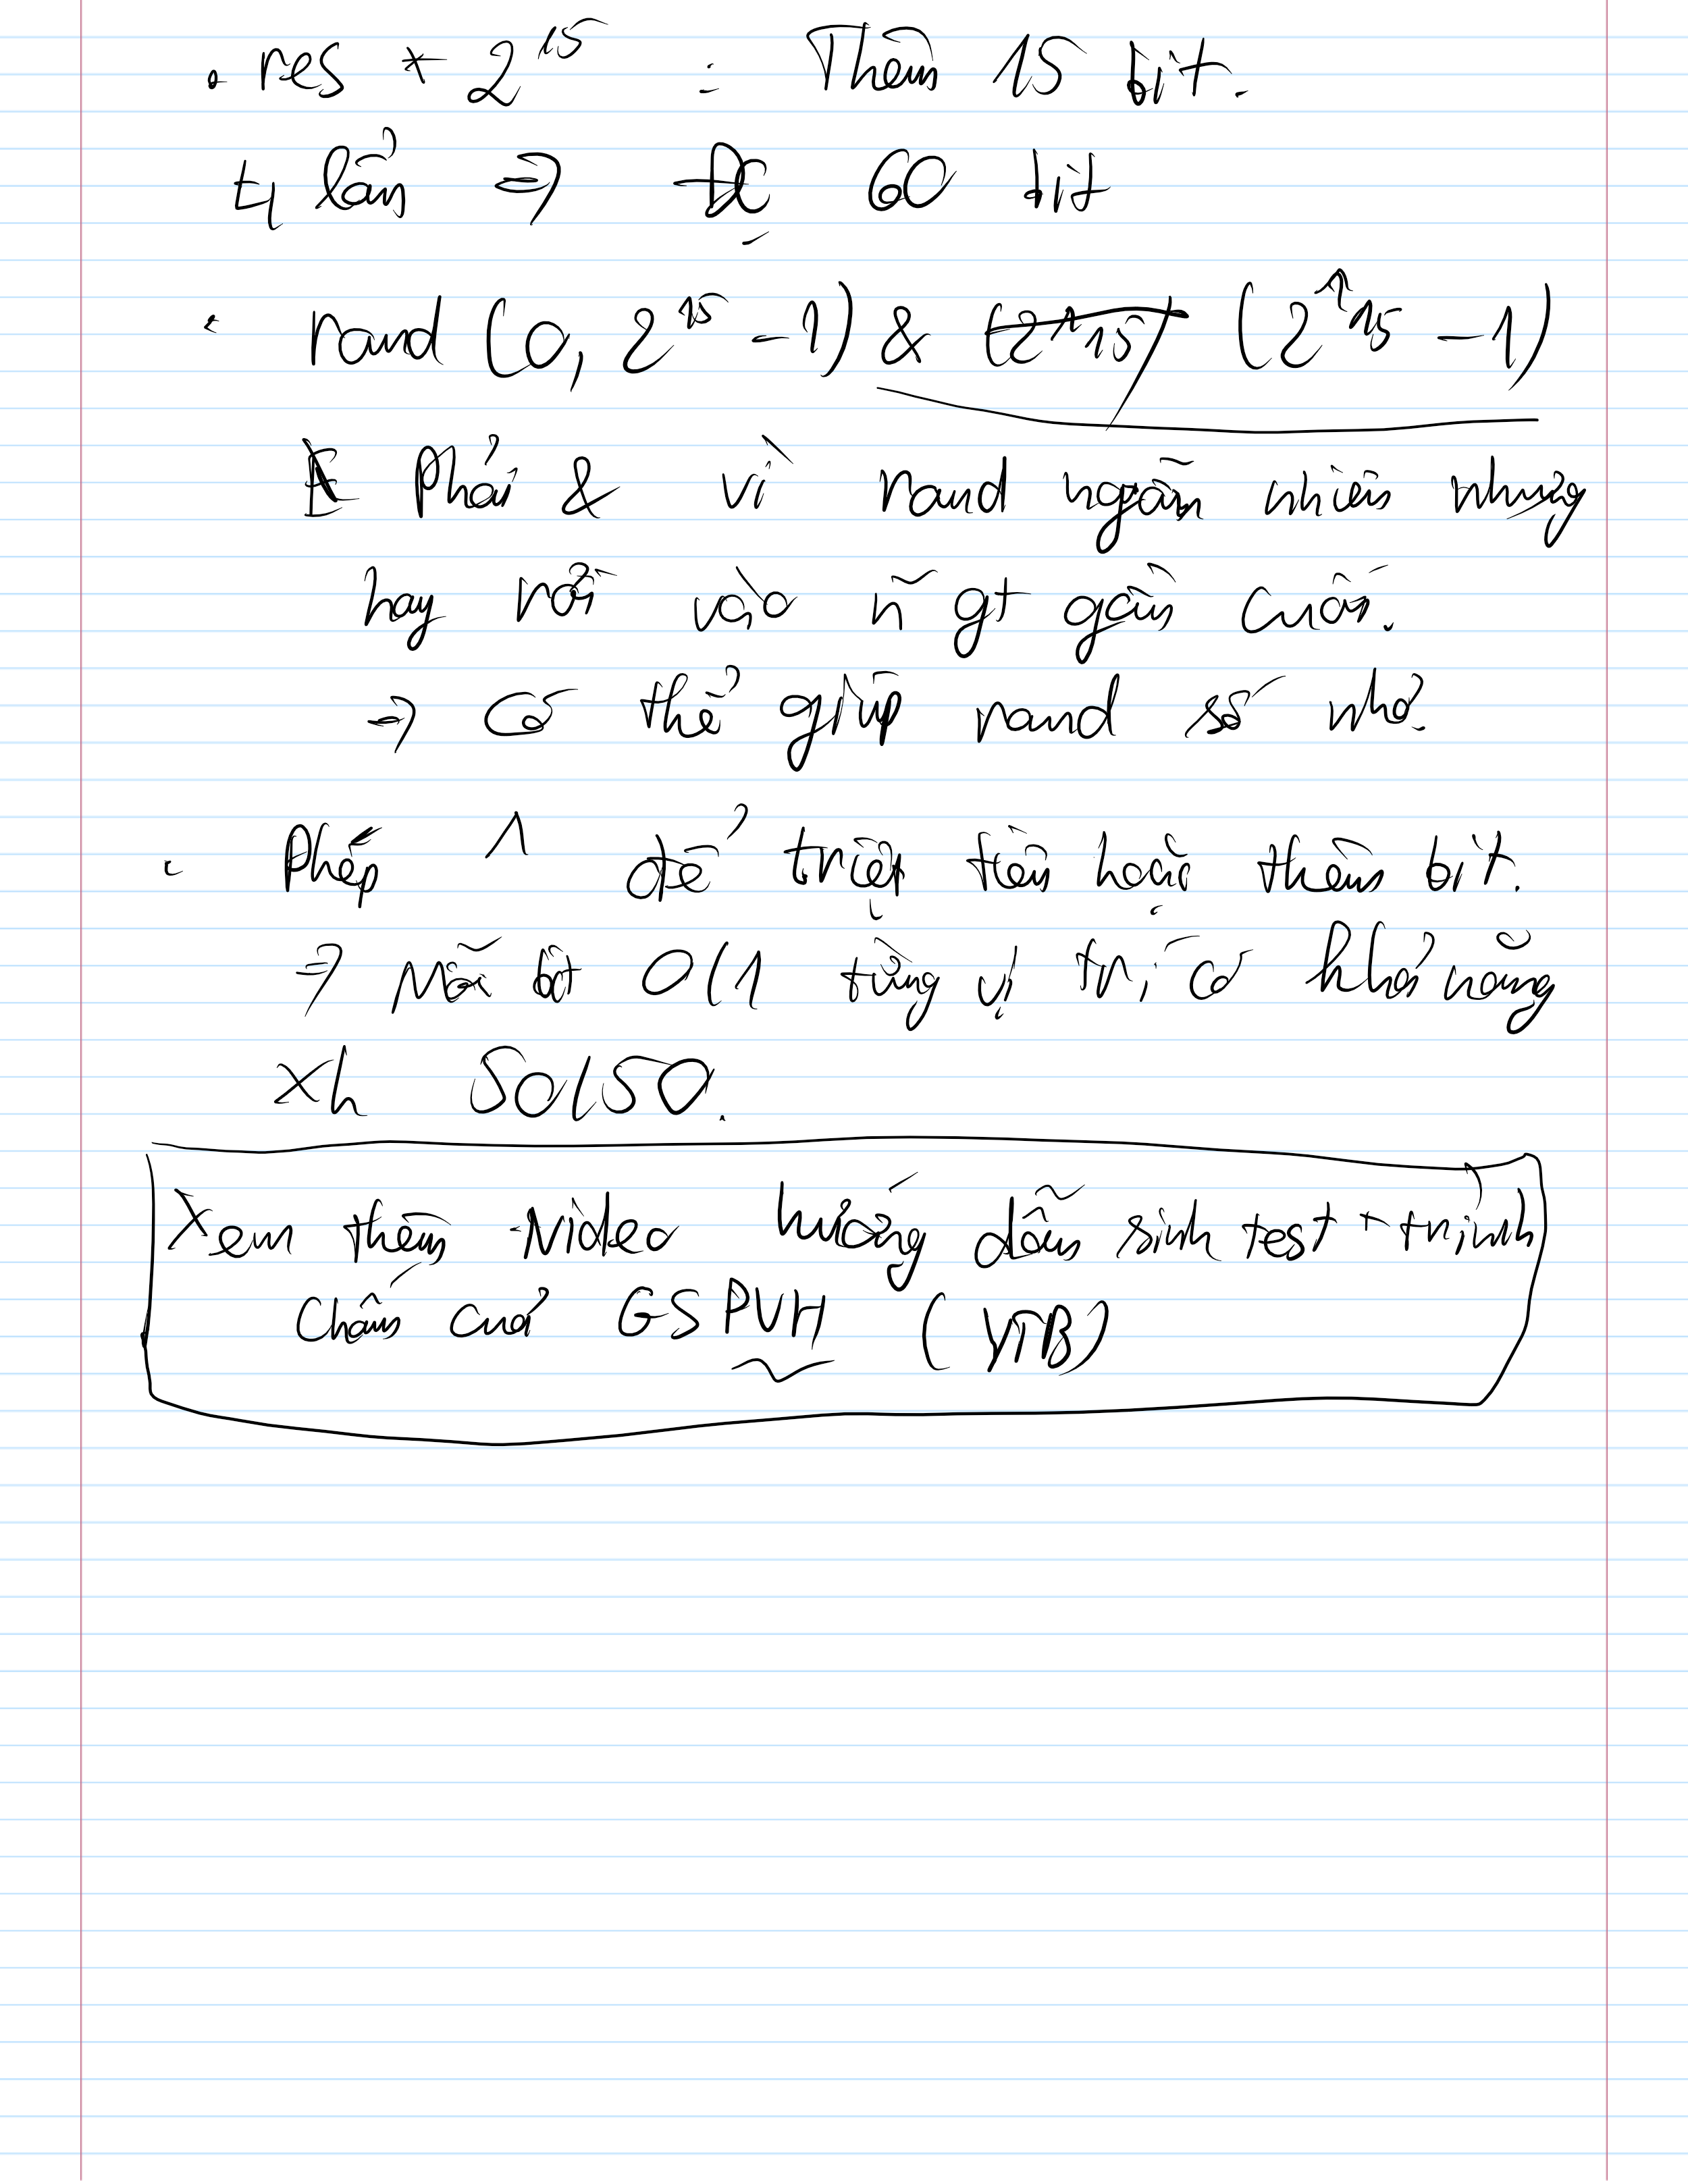 . res * 2^15 : Thêm 15 bit.
4 lần ⇒ Đc 60 bit
. rand (0, 2^15 - 1) & (2^15) (2^15 - 1)
Phải & vì rand ngẫu nhiên nhưng
hay rơi vào ñ gt gần cuối.
⇒ Có thể giúp rand số nhỏ.
. Phép ^ để triệt tiêu hoặc thêm bit.
⇒ Mỗi bit 0/1 từng vị trí có khả năng
xh 50/50.
Xem thêm Video hướng dẫn sinh test + trình
Chấm của GS PVH (YTB)